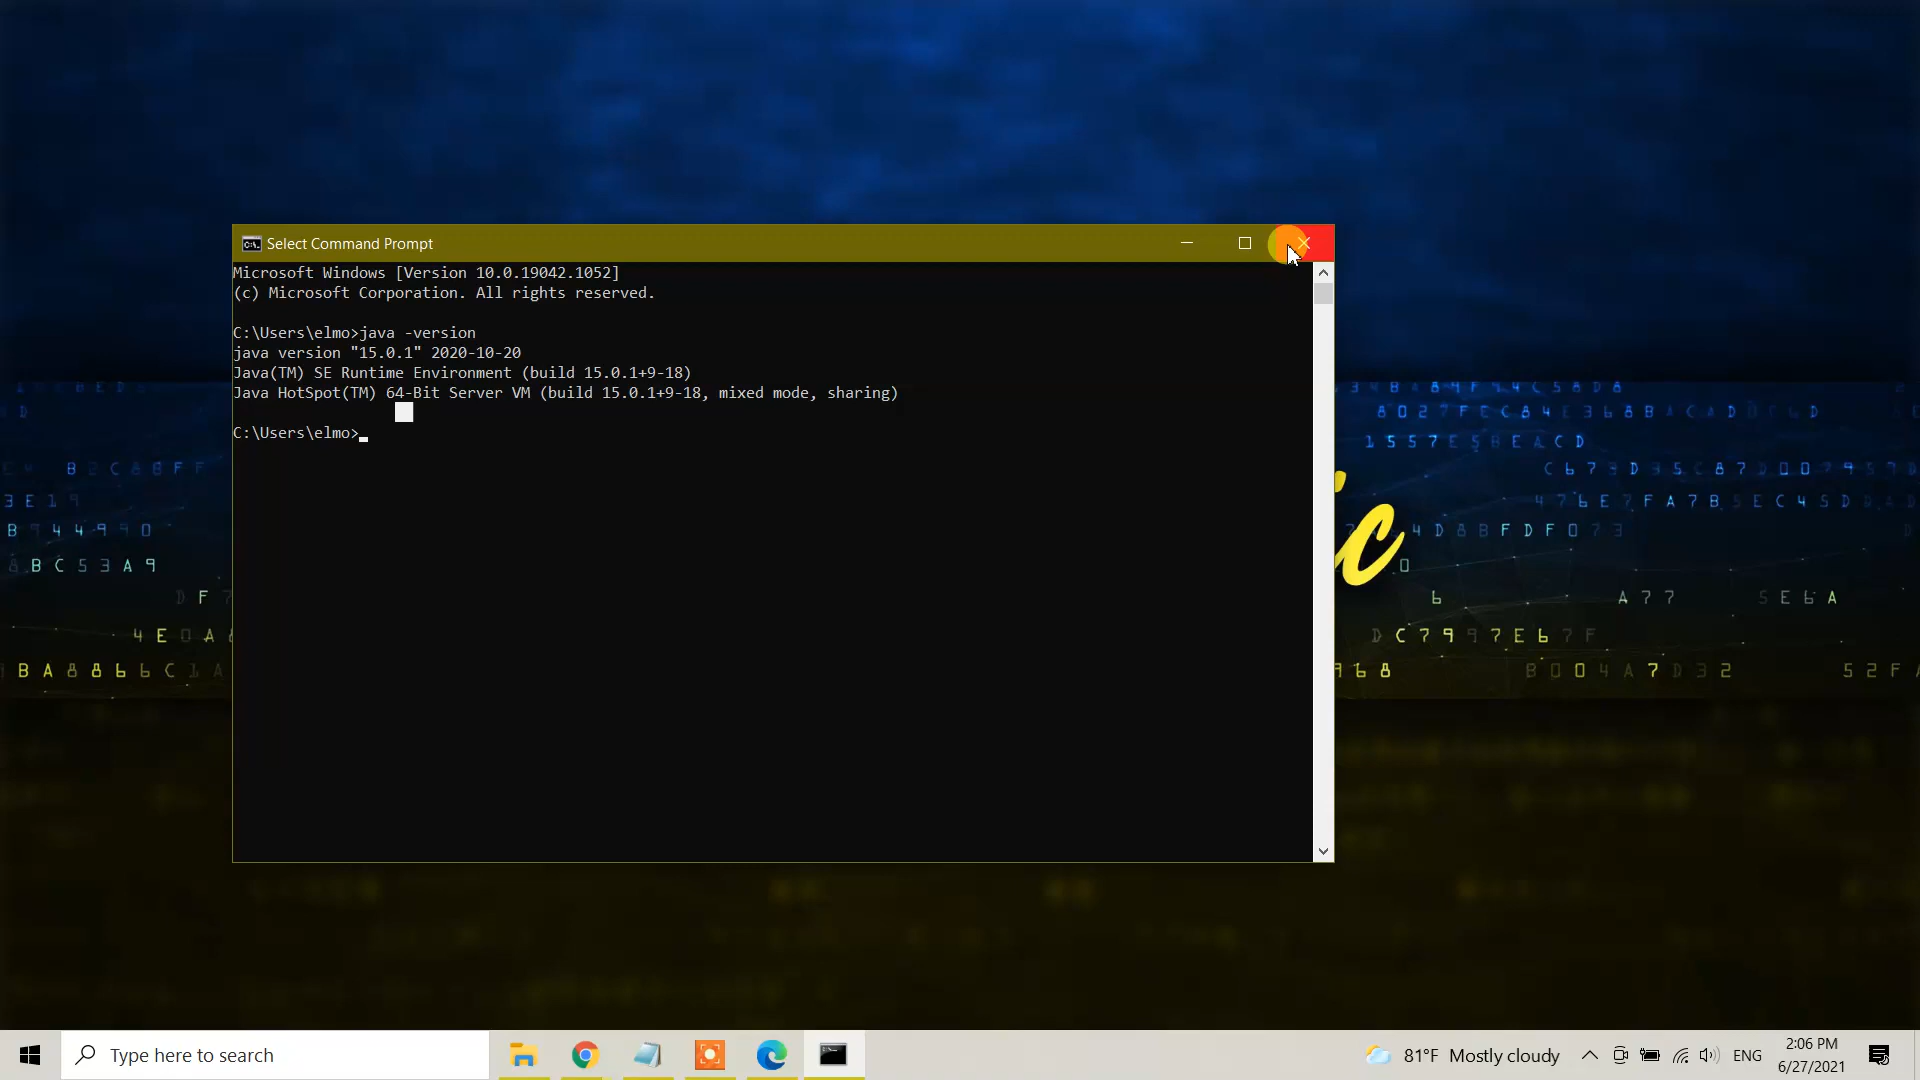 Select Command Prompt
Microsoft Windows [Version 10.0.19042.1052]
(c) Microsoft Corporation. All rights reserved.
C:\Users\elmo>java -version
java version "15.0.1" 2020-10-20
Java(TM) SE Runtime Environment (build 15.0.1+9-18)
Java HotSpot(TM) 64-Bit Server VM (build 15.0.1+9-18, mixed mode, sharing)
C:\Users\elmo>
c
Type here to search
81°F Mostly cloudy
ENG
2:06 PM
6/27/2021